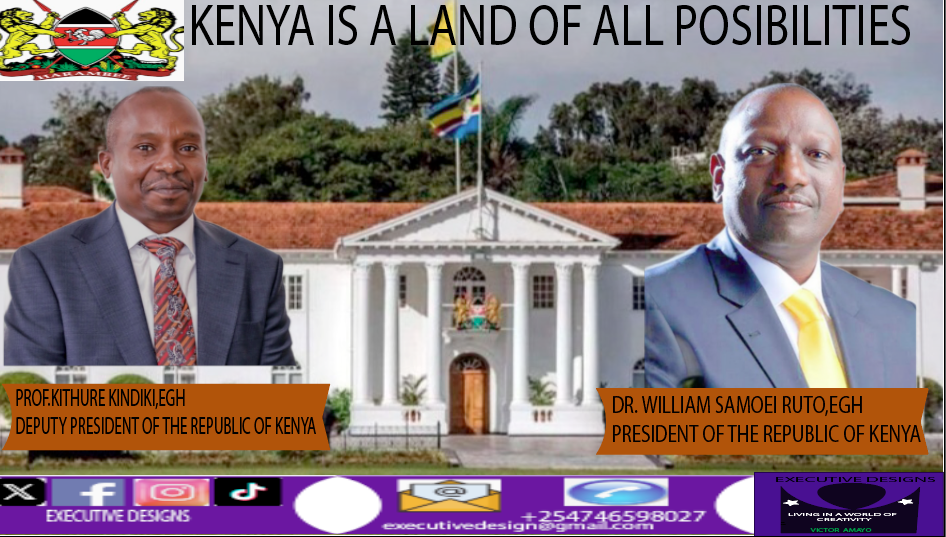 KENYA IS A LAND OF ALL POSIBILITIES
HARAMBEE
PROF.KITHURE KINDIKI,EGH
DEPUTY PRESIDENT OF THE REPUBLIC OF KENYA
DR. WILLIAM SAMOEI RUTO,EGH
PRESIDENT OF THE REPUBLIC OF KENYA
EXECUTIVE DESIGNS
+254746598027
executivedesign@gmail.com
EXECUTIVE DESIGNS
LIVING IN A WORLD OF
CREATIVITY
VICTOR AMAYO